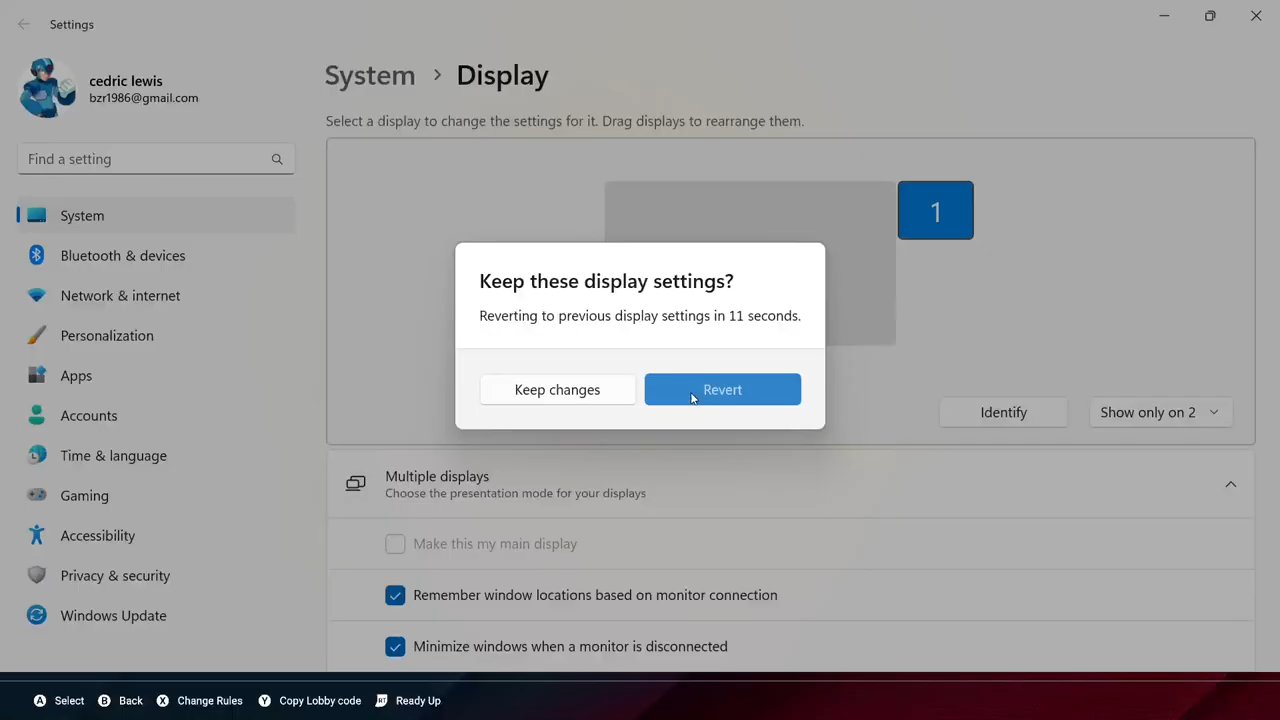 Settings
cedric lewis
bzr1986@gmail.com
Find a setting
System
Bluetooth & devices
Network & internet
Personalization
Apps
Accounts
Time & language
Gaming
Accessibility
Privacy & security
Windows Update
System > Display
Select a display to change the settings for it. Drag displays to rearrange them.
1
Keep these display settings?
Reverting to previous display settings in 11 seconds.
Keep changes Revert
Identify Show only on 2
Multiple displays
Choose the presentation mode for your displays
Make this my main display
Remember window locations based on monitor connection
Minimize windows when a monitor is disconnected
A Select B Back X Change Rules Y Copy Lobby code RT Ready Up